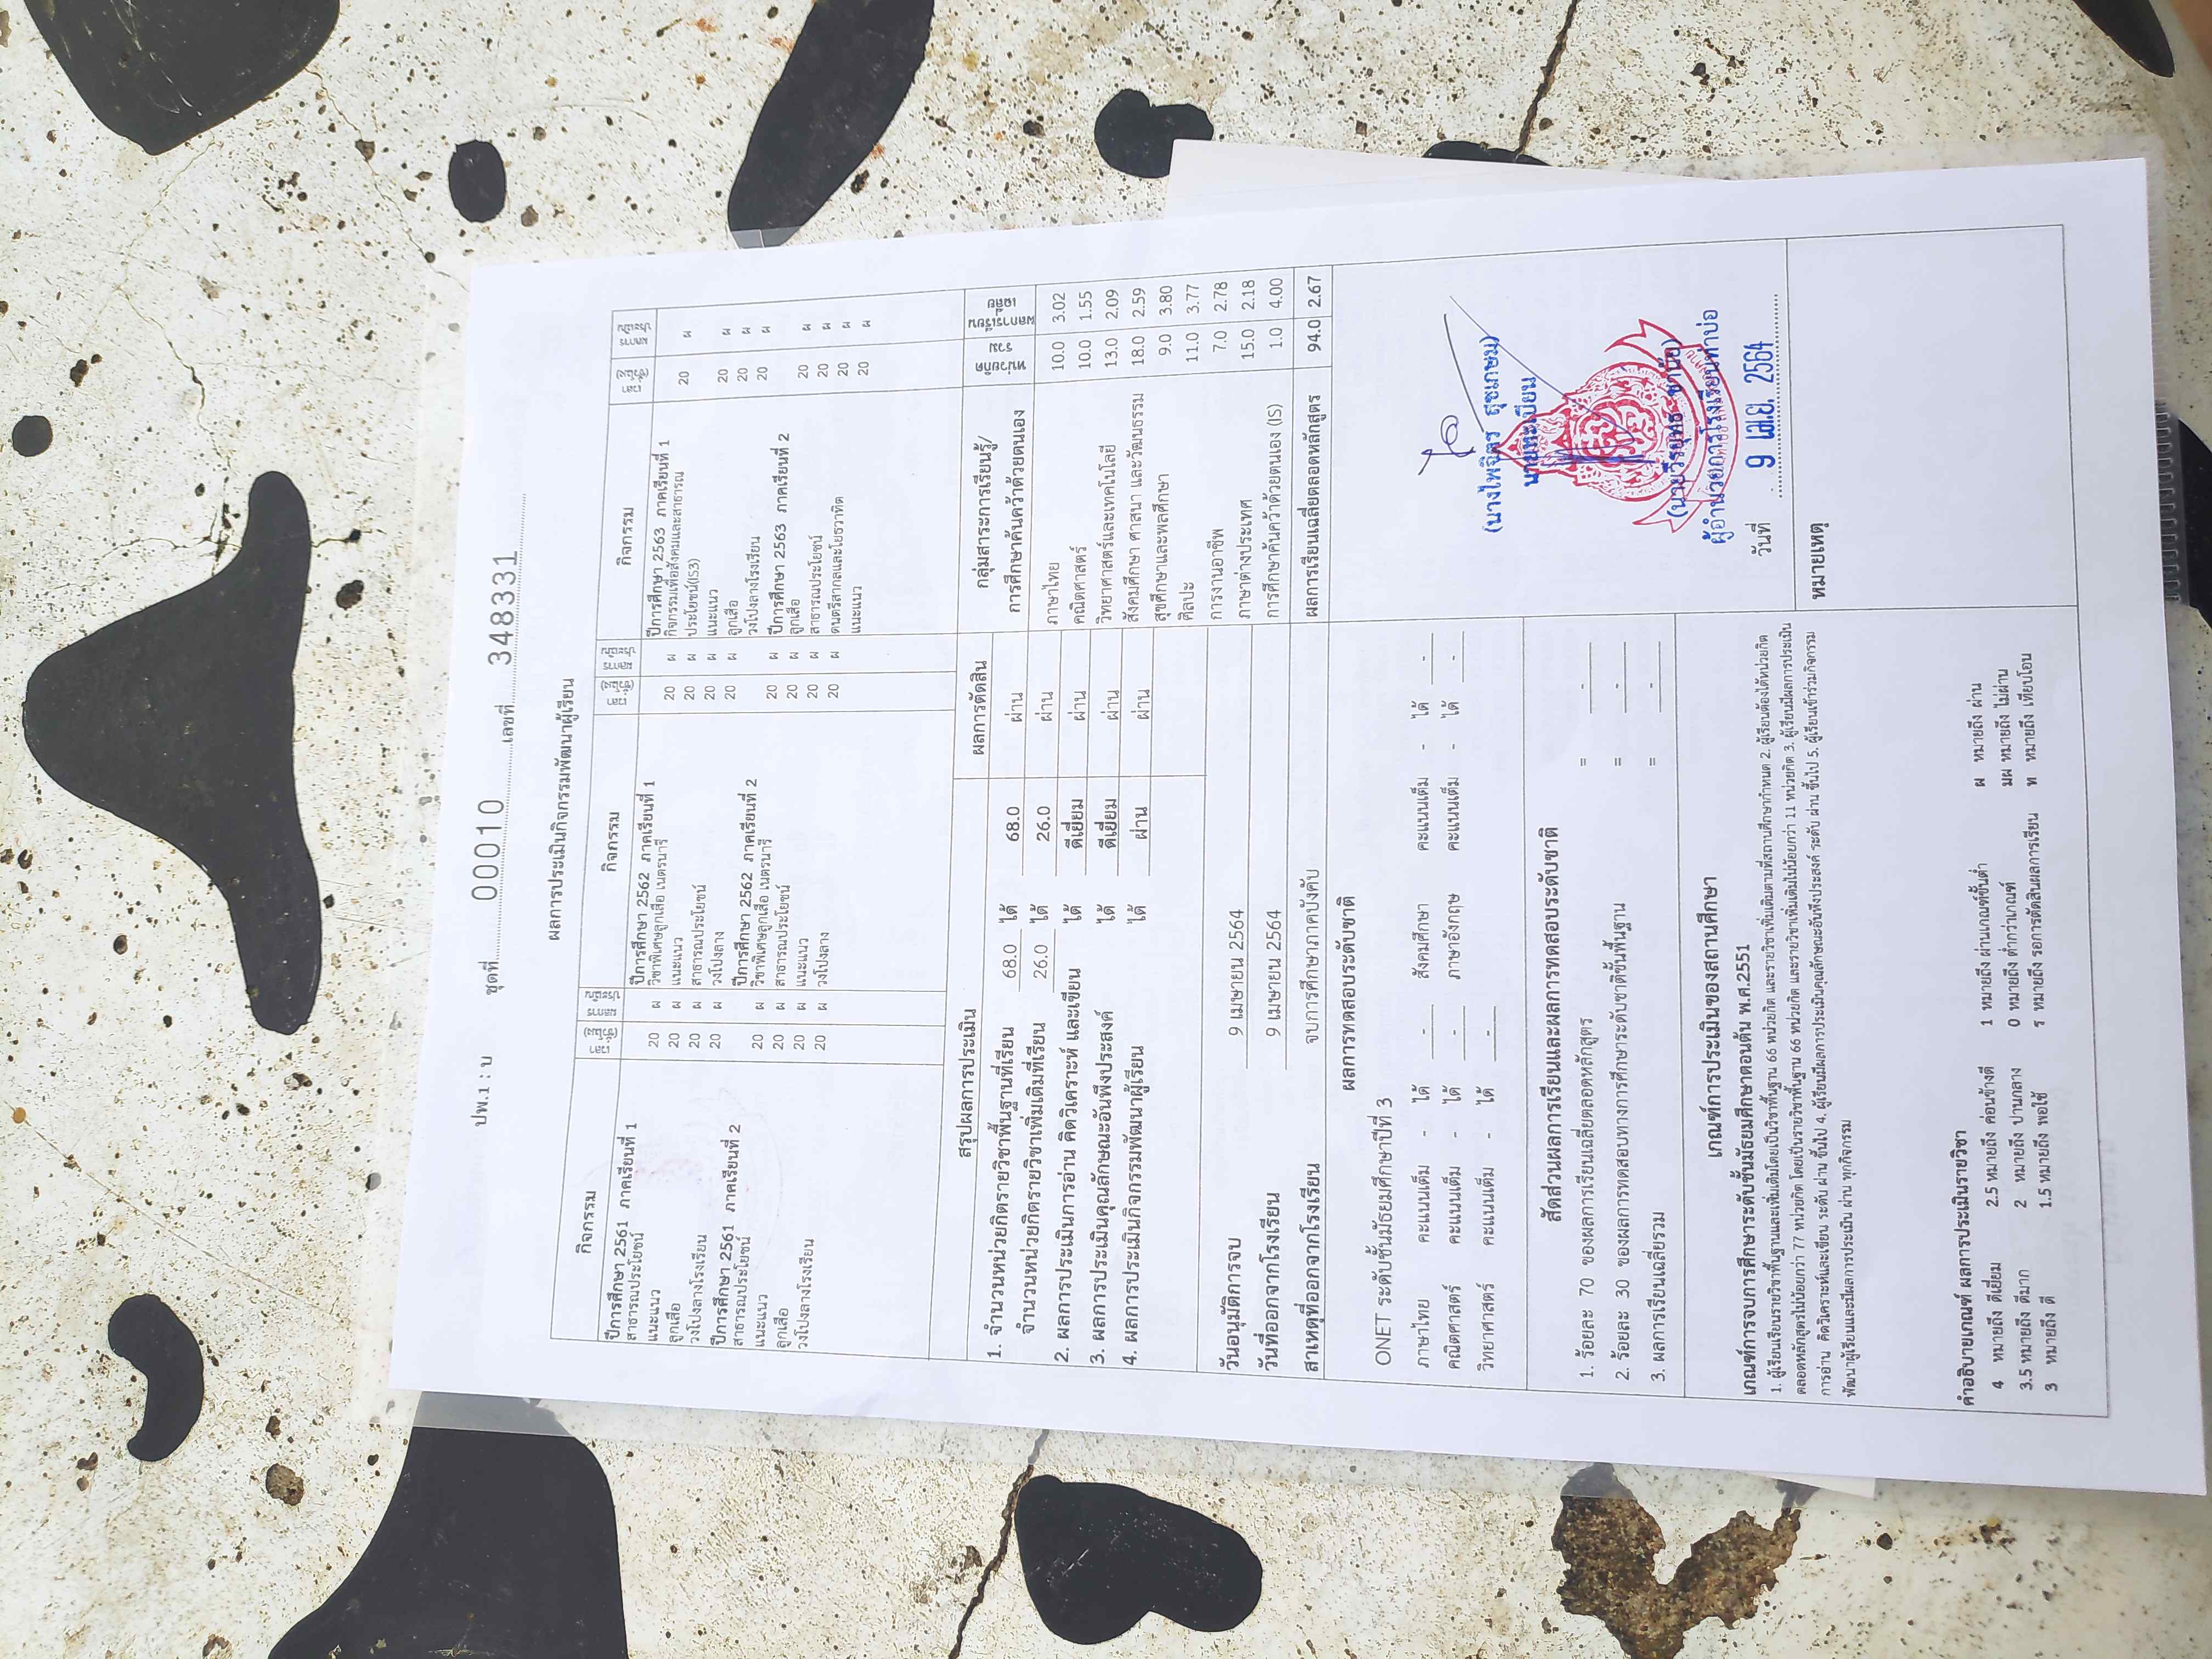 ปพ.1 : บ ชุดที่ 00010 เลขที่ 348331
ผลการประเมินกิจกรรมพัฒนาผู้เรียน
กิจกรรม
ปีการศึกษา 2561 ภาคเรียนที่ 1
สาธารณประโยชน์ 20 ผ
แนะแนว 20 ผ
ลูกเสือ 20 ผ
วงโปงลางโรงเรียน 20 ผ
ปีการศึกษา 2561 ภาคเรียนที่ 2
สาธารณประโยชน์ 20 ผ
แนะแนว 20 ผ
ลูกเสือ 20 ผ
วงโปงลางโรงเรียน 20 ผ
กิจกรรม
ปีการศึกษา 2562 ภาคเรียนที่ 1
วิชาพิเศษลูกเสือ เนตรนารี 20 ผ
แนะแนว 20 ผ
สาธารณประโยชน์ 20 ผ
วงโปงลาง 20 ผ
ปีการศึกษา 2562 ภาคเรียนที่ 2
วิชาพิเศษลูกเสือ เนตรนารี 20 ผ
สาธารณประโยชน์ 20 ผ
แนะแนว 20 ผ
วงโปงลาง 20 ผ
กิจกรรม
ปีการศึกษา 2563 ภาคเรียนที่ 1
กิจกรรมเพื่อสังคมและสาธารณ
ประโยชน์(IS3) 20 ผ
แนะแนว
ลูกเสือ 20 ผ
วงโปงลางโรงเรียน 20 ผ
ปีการศึกษา 2563 ภาคเรียนที่ 2 20 ผ
ลูกเสือ
สาธารณประโยชน์ 20 ผ
ดนตรีสากลและโยธวาทิต 20 ผ
แนะแนว 20 ผ
20 ผ
สรุปผลการประเมิน ผลการตัดสิน
1. จำนวนหน่วยกิตรายวิชาพื้นฐานที่เรียน 68.0 ได้ 68.0 ผ่าน
จำนวนหน่วยกิตรายวิชาเพิ่มเติมที่เรียน 26.0 ได้ 26.0 ผ่าน
2. ผลการประเมินการอ่าน คิดวิเคราะห์ และเขียน ได้ ดีเยี่ยม ผ่าน
3. ผลการประเมินคุณลักษณะอันพึงประสงค์ ได้ ดีเยี่ยม ผ่าน
4. ผลการประเมินกิจกรรมพัฒนาผู้เรียน ได้ ผ่าน ผ่าน
วันอนุมัติการจบ 9 เมษายน 2564
วันที่ออกจากโรงเรียน 9 เมษายน 2564
สาเหตุที่ออกจากโรงเรียน จบการศึกษาภาคบังคับ
กลุ่มสาระการเรียนรู้/
การศึกษาค้นคว้าด้วยตนเอง
หน่วยกิต
รวม
ผลการเรียน
เฉลี่ย
ภาษาไทย 10.0 3.02
คณิตศาสตร์ 10.0 1.55
วิทยาศาสตร์และเทคโนโลยี 13.0 2.09
สังคมศึกษา ศาสนา และวัฒนธรรม 18.0 2.59
สุขศึกษาและพลศึกษา 9.0 3.80
ศิลปะ 11.0 3.77
การงานอาชีพ 7.0 2.78
ภาษาต่างประเทศ 15.0 2.18
การศึกษาค้นคว้าด้วยตนเอง (IS) 1.0 4.00
ผลการเรียนเฉลี่ยตลอดหลักสูตร 94.0 2.67
ผลการทดสอบระดับชาติ
ONET ระดับชั้นมัธยมศึกษาปีที่ 3
ภาษาไทย คะแนนเต็ม - ได้ - สังคมศึกษา คะแนนเต็ม - ได้ -
คณิตศาสตร์ คะแนนเต็ม - ได้ - ภาษาอังกฤษ คะแนนเต็ม - ได้ -
วิทยาศาสตร์ คะแนนเต็ม - ได้ -
สัดส่วนผลการเรียนและผลการทดสอบระดับชาติ
1. ร้อยละ 70 ของผลการเรียนเฉลี่ยตลอดหลักสูตร = -
2. ร้อยละ 30 ของผลการทดสอบทางการศึกษาระดับชาติขั้นพื้นฐาน = -
3. ผลการเรียนเฉลี่ยรวม = -
เกณฑ์การประเมินของสถานศึกษา
เกณฑ์การจบการศึกษาระดับชั้นมัธยมศึกษาตอนต้น พ.ศ.2551
1. ผู้เรียนเรียนรายวิชาพื้นฐานและเพิ่มเติมโดยเป็นวิชาพื้นฐาน 66 หน่วยกิต และรายวิชาเพิ่มเติมตามที่สถานศึกษากำหนด 2. ผู้เรียนต้องได้หน่วยกิต
ตลอดหลักสูตรไม่น้อยกว่า 77 หน่วยกิต โดยเป็นรายวิชาพื้นฐาน 66 หน่วยกิต และรายวิชาเพิ่มเติมไม่น้อยกว่า 11 หน่วยกิต 3. ผู้เรียนมีผลการประเมิน
การอ่าน คิดวิเคราะห์และเขียน ระดับ ผ่าน ขึ้นไป 4. ผู้เรียนมีผลการประเมินคุณลักษณะอันพึงประสงค์ ระดับ ผ่าน ขึ้นไป 5. ผู้เรียนเข้าร่วมกิจกรรม
พัฒนาผู้เรียนและมีผลการประเมิน ผ่าน ทุกกิจกรรม
คำอธิบายเกณฑ์ ผลการประเมินรายวิชา
4 หมายถึง ดีเยี่ยม 2.5 หมายถึง ค่อนข้างดี 1 หมายถึง ผ่านเกณฑ์ขั้นต่ำ ผ หมายถึง ผ่าน
3.5 หมายถึง ดีมาก 2 หมายถึง ปานกลาง 0 หมายถึง ต่ำกว่าเกณฑ์ มผ หมายถึง ไม่ผ่าน
3 หมายถึง ดี 1.5 หมายถึง พอใช้ ร หมายถึง รอการตัดสินผลการเรียน ท หมายถึง เทียบโอน
(นางไพจิตร สุขเกษม)
นายทะเบียน
(นายวีรยุทธ
ผู้อำนวยการโรงเรียนท่าบ่อ
วันที่ 9 เม.ย. 2564
หมายเหตุ